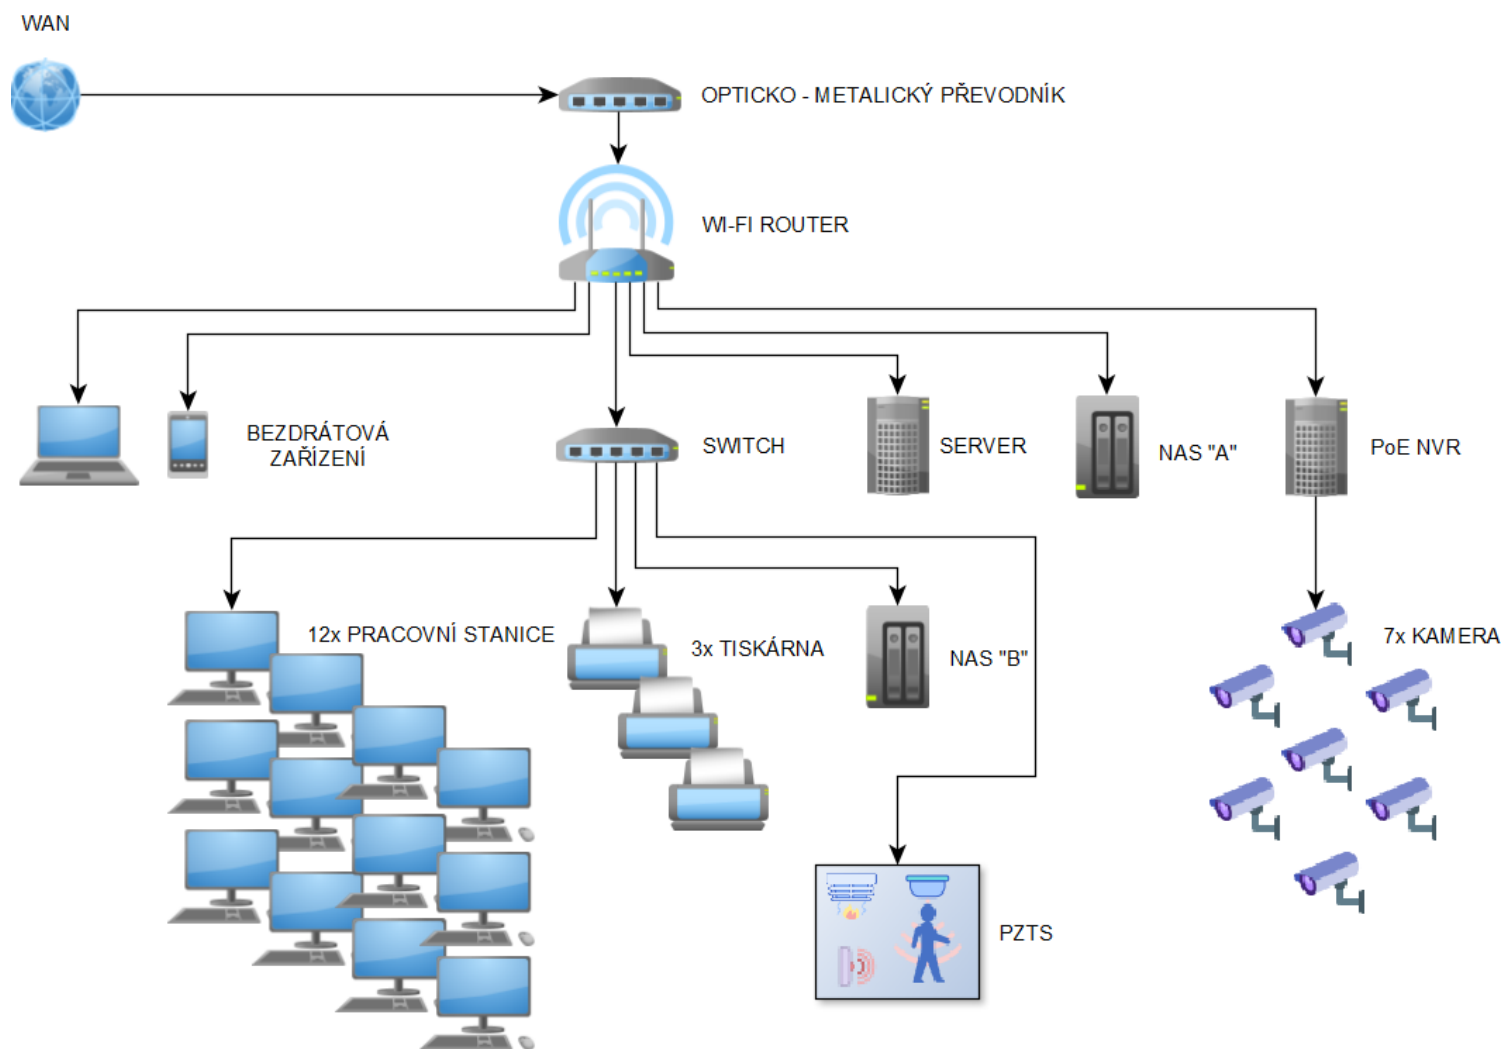 WAN
OPTICKO - METALICKÝ PŘEVODNÍK
WI-FI ROUTER
BEZDRÁTOVÁ
ZAŘÍZENÍ
SWITCH
SERVER
NAS "A"
PoE NVR
12x PRACOVNÍ STANICE
3x TISKÁRNA
NAS "B"
7x KAMERA
PZTS